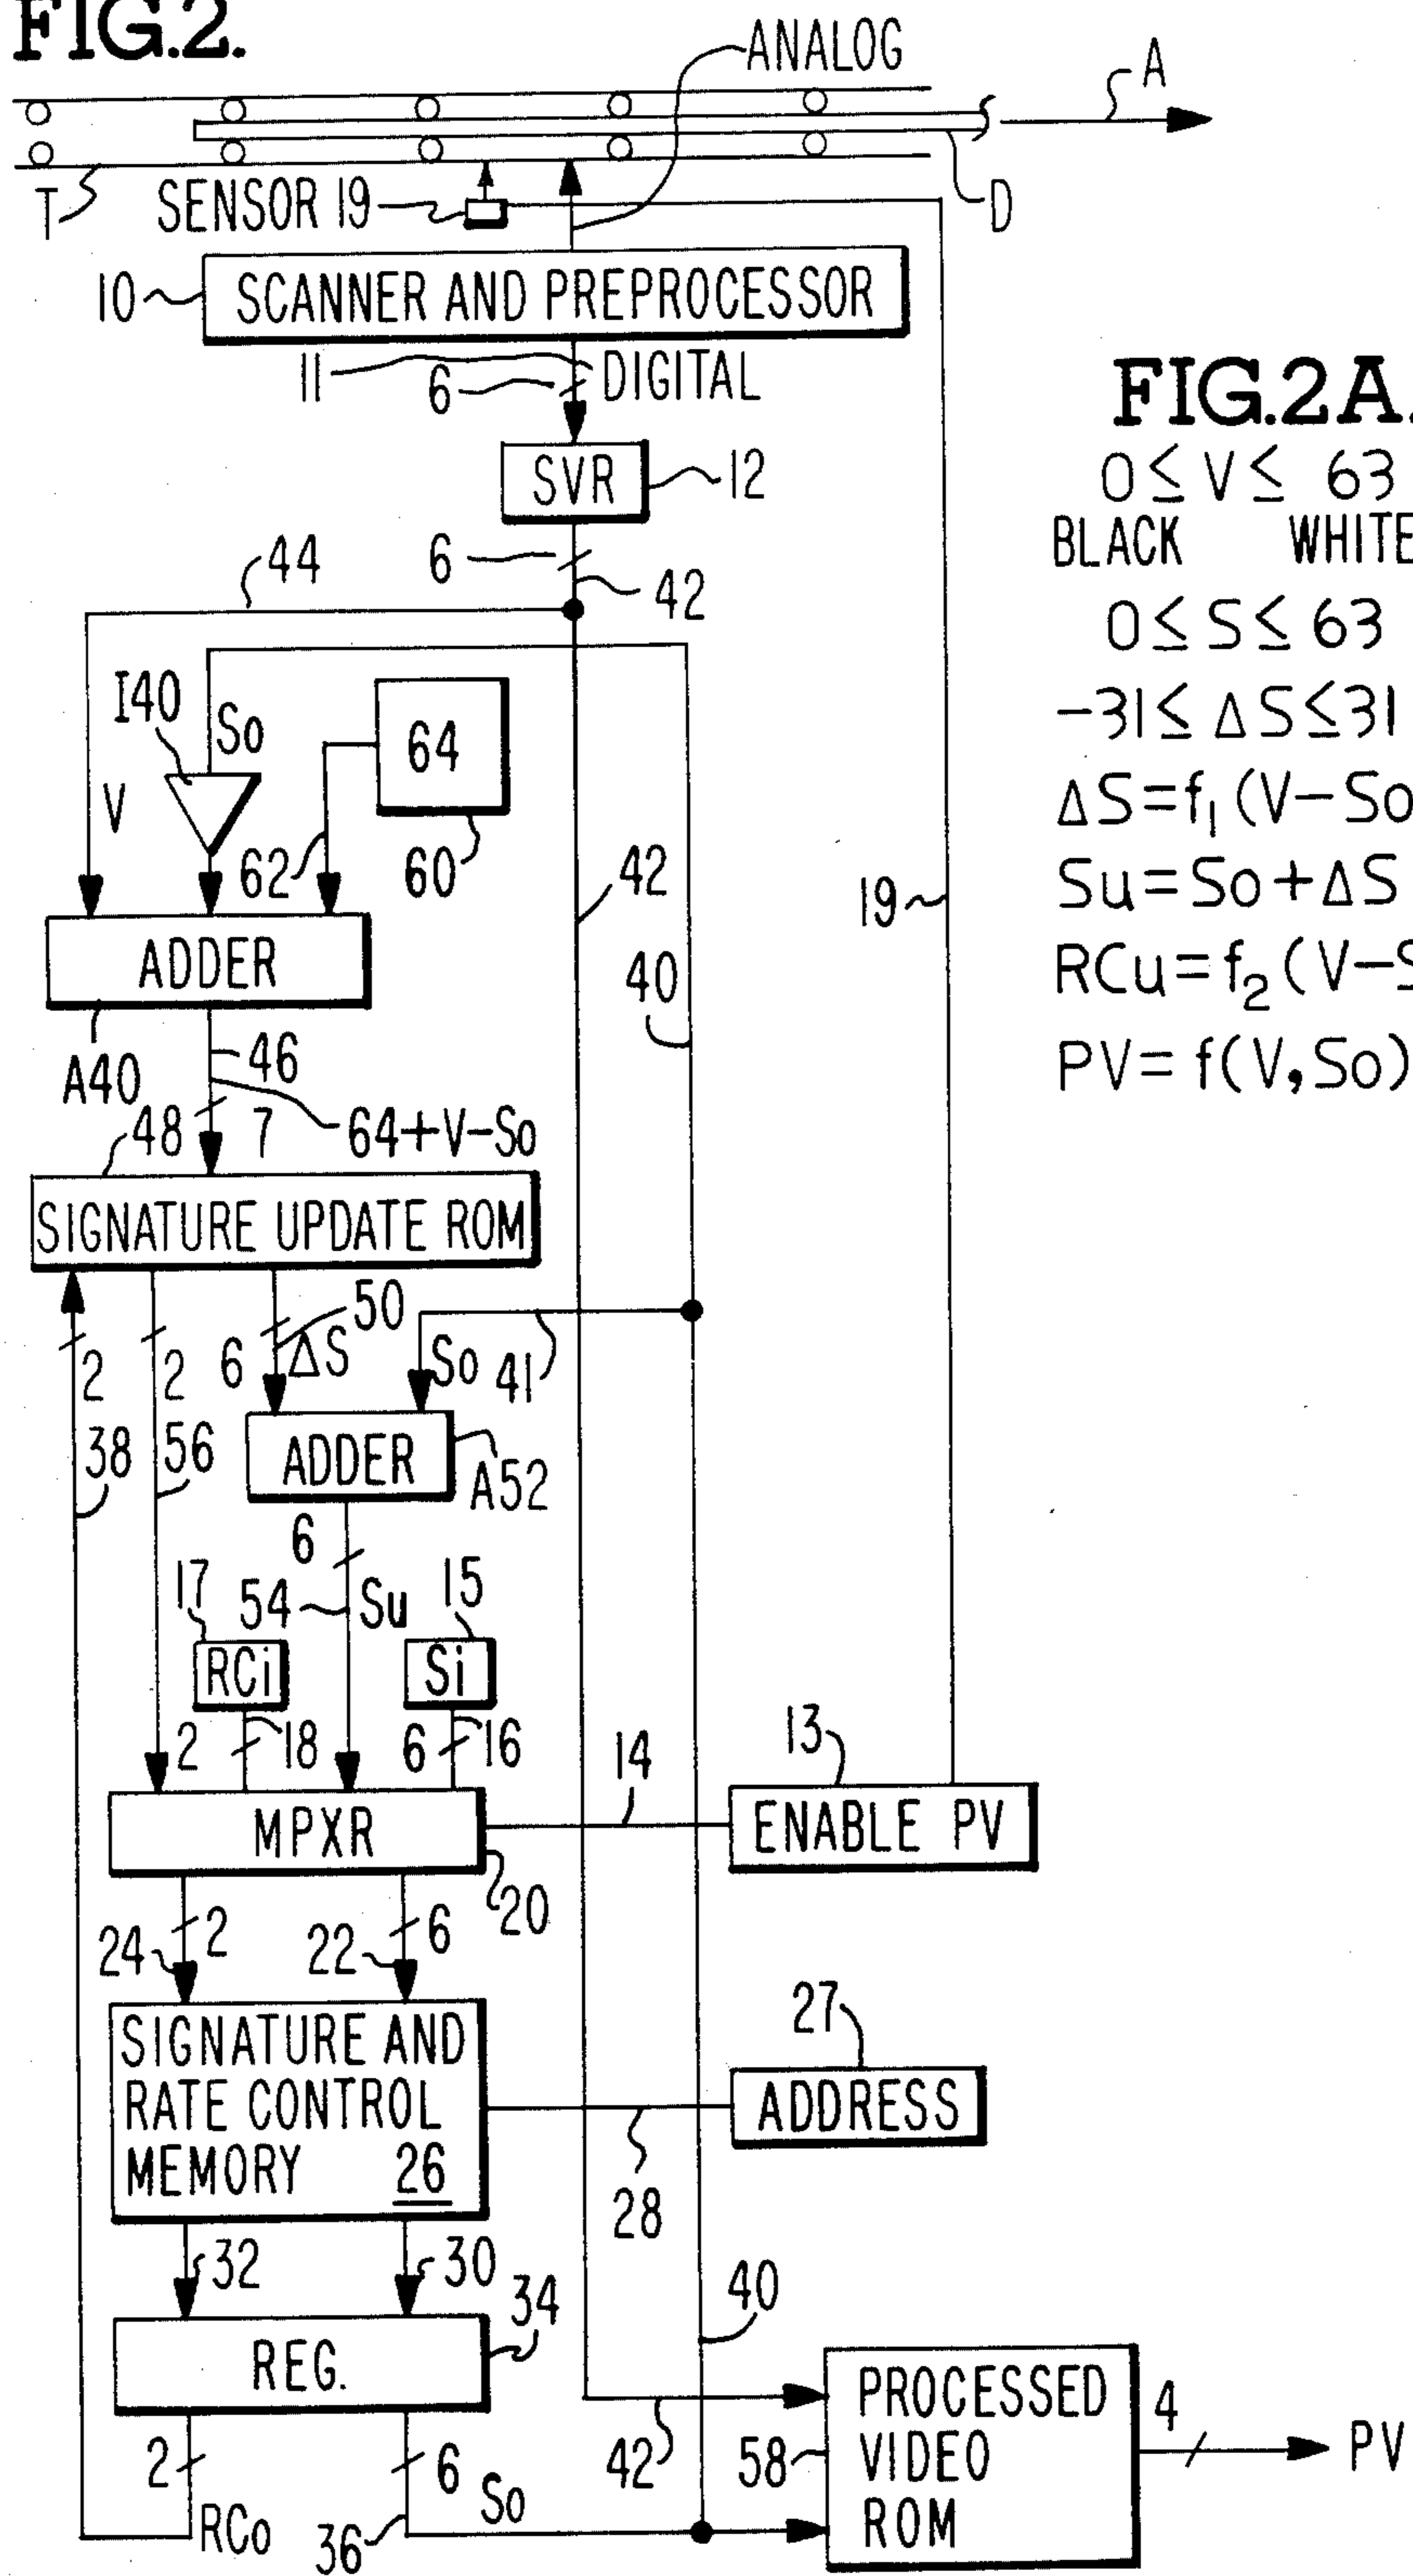 FIG.2.
ANALOG
A
T
SENSOR 19
D
10
SCANNER AND PREPROCESSOR
11
6
DIGITAL
FIG.2A.
SVR
12
0≤V≤ 63
BLACK WHITE
6
42
44
0≤S≤63
I40
So
64
-31≤ΔS≤31
V
62
60
ΔS=f₁(V-So
42
19
Su=So+ΔS
ADDER
40
RCu=f₂(V-S
A40
46
PV=f(V,So)
48
7
64+V-So
SIGNATURE UPDATE ROM
50
2
2
6
ΔS
So
41
38
56
ADDER
A52
6
17
54
Su
15
RCi
Si
2
18
6
16
14
13
MPXR
ENABLE PV
20
24
2
22
6
27
SIGNATURE AND
RATE CONTROL
MEMORY 26
ADDRESS
28
32
30
34
40
REG.
PROCESSED
VIDEO
ROM
4
PV
2
6
42
58
RCo
36
So